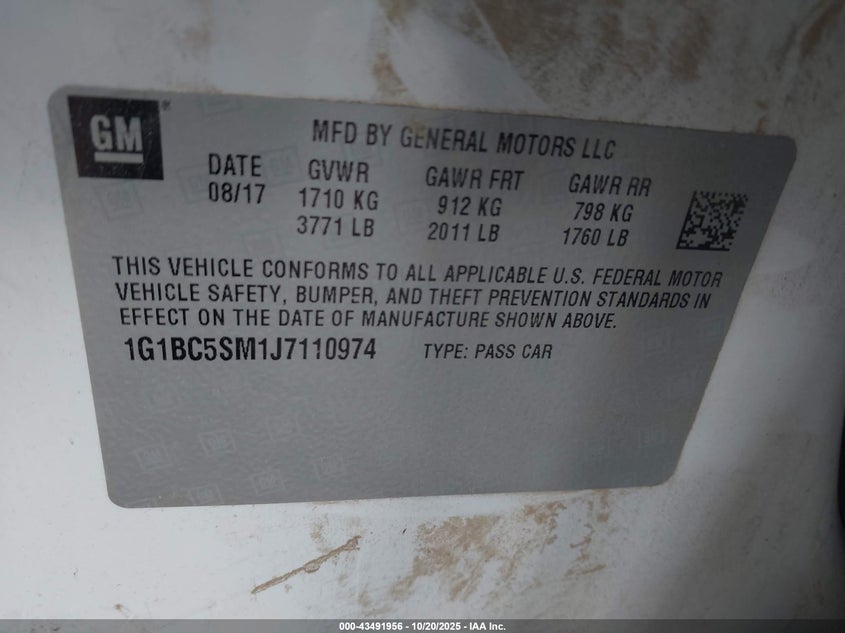 GM ®
MFD BY GENERAL MOTORS LLC
DATE GVWR GAWR FRT GAWR RR
08/17 1710 KG 912 KG 798 KG
3771 LB 2011 LB 1760 LB
THIS VEHICLE CONFORMS TO ALL APPLICABLE U.S. FEDERAL MOTOR
VEHICLE SAFETY, BUMPER, AND THEFT PREVENTION STANDARDS IN
EFFECT ON THE DATE OF MANUFACTURE SHOWN ABOVE.
1G1BC5SM1J7110974 TYPE: PASS CAR
000-43491956 - 10/20/2025 - IAA Inc.